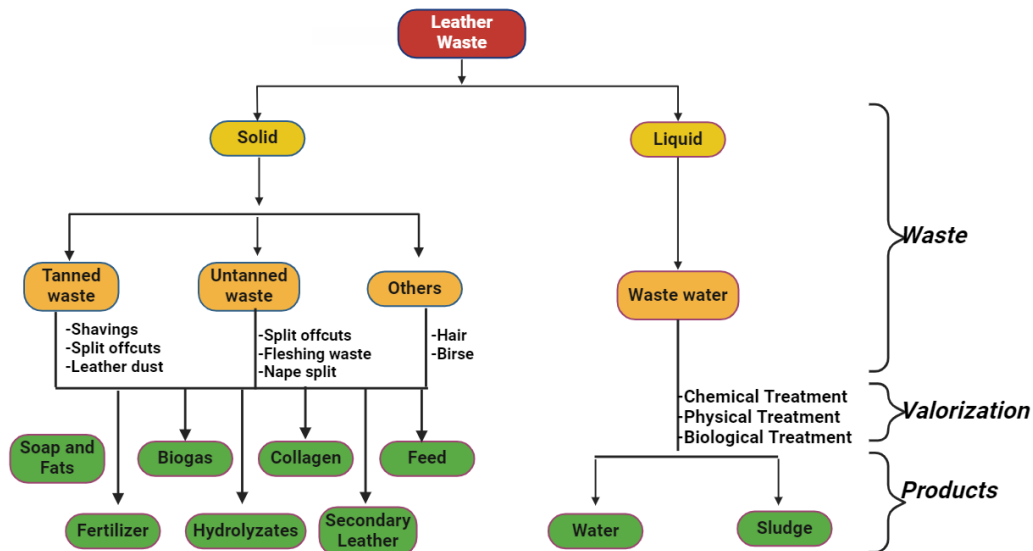 Leather
Waste
Solid
Liquid
Waste
Tanned
waste
Untanned
waste
Others
Waste water
-Shavings
-Split offcuts
-Leather dust
-Split offcuts
-Fleshing waste
-Nape split
-Hair
-Birse
-Chemical Treatment
-Physical Treatment
-Biological Treatment
Valorization
Soap and
Fats
Biogas
Collagen
Feed
Products
Fertilizer
Hydrolyzates
Secondary
Leather
Water
Sludge